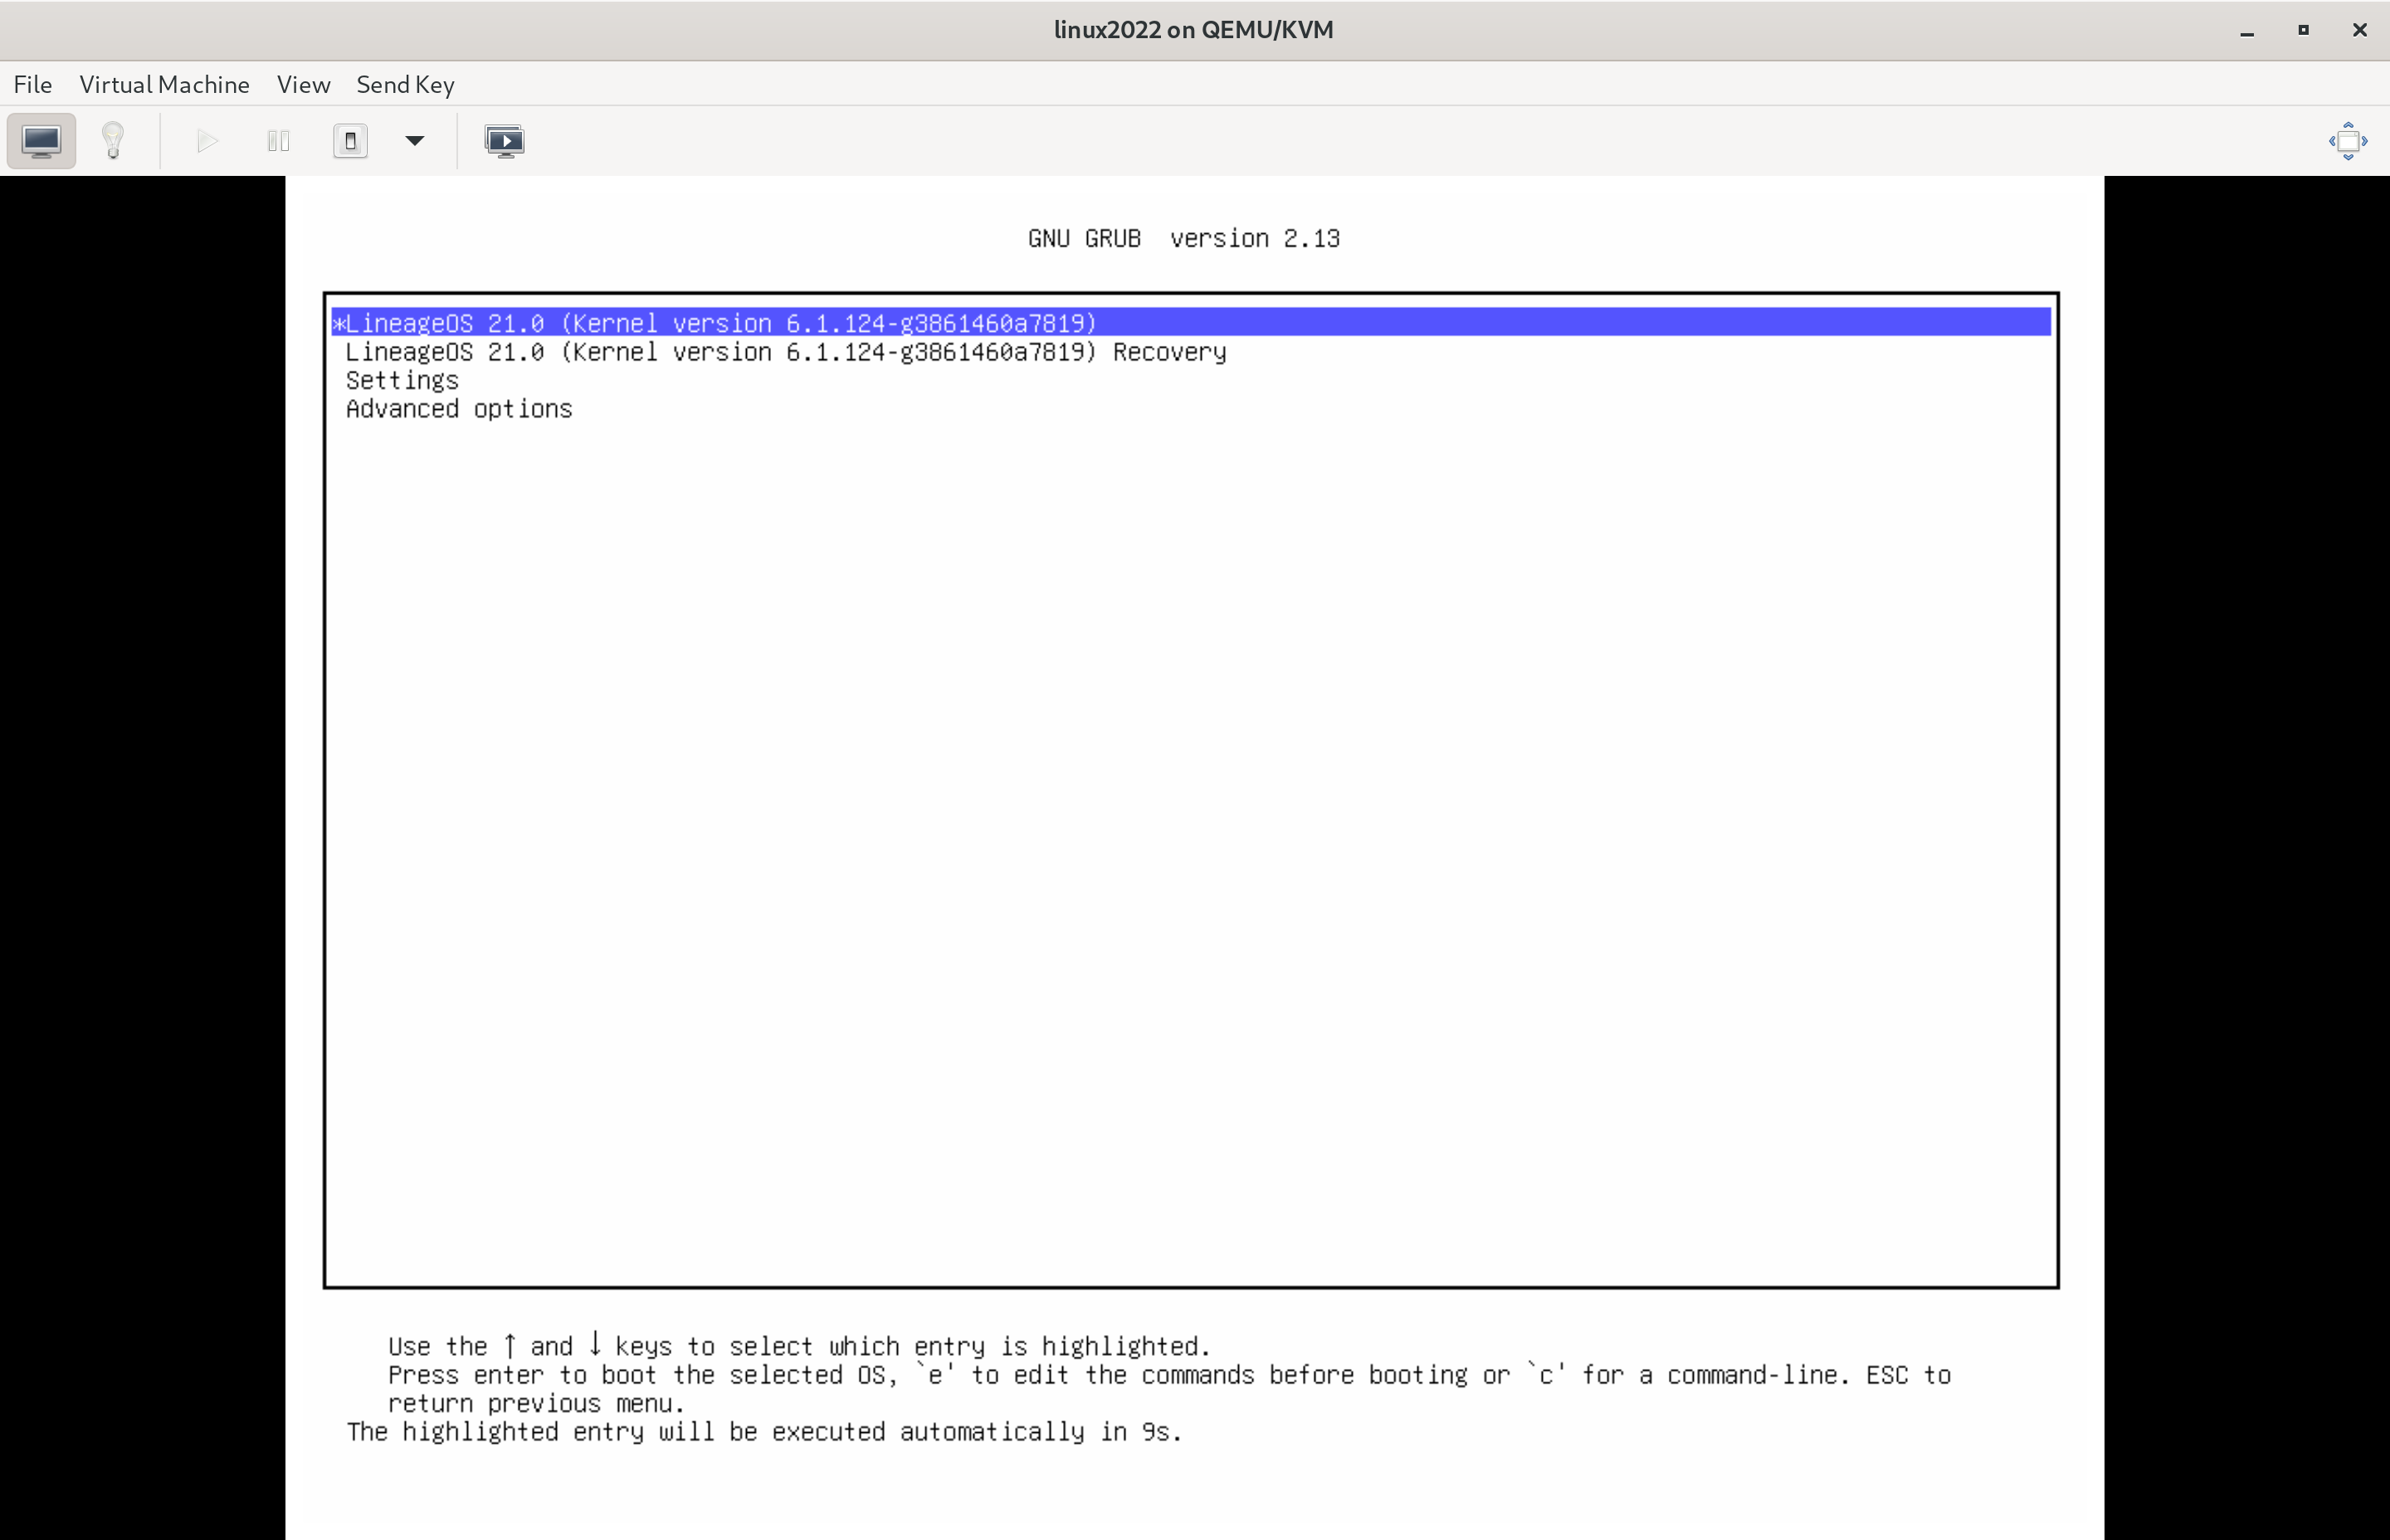 linux2022 on QEMU/KVM
File Virtual Machine View Send Key
GNU GRUB version 2.13
*LineageOS 21.0 (Kernel version 6.1.124-g3861460a7819)
LineageOS 21.0 (Kernel version 6.1.124-g3861460a7819) Recovery
Settings
Advanced options
Use the ↑ and ↓ keys to select which entry is highlighted.
Press enter to boot the selected OS, `e' to edit the commands before booting or `c' for a command-line. ESC to
return previous menu.
The highlighted entry will be executed automatically in 9s.